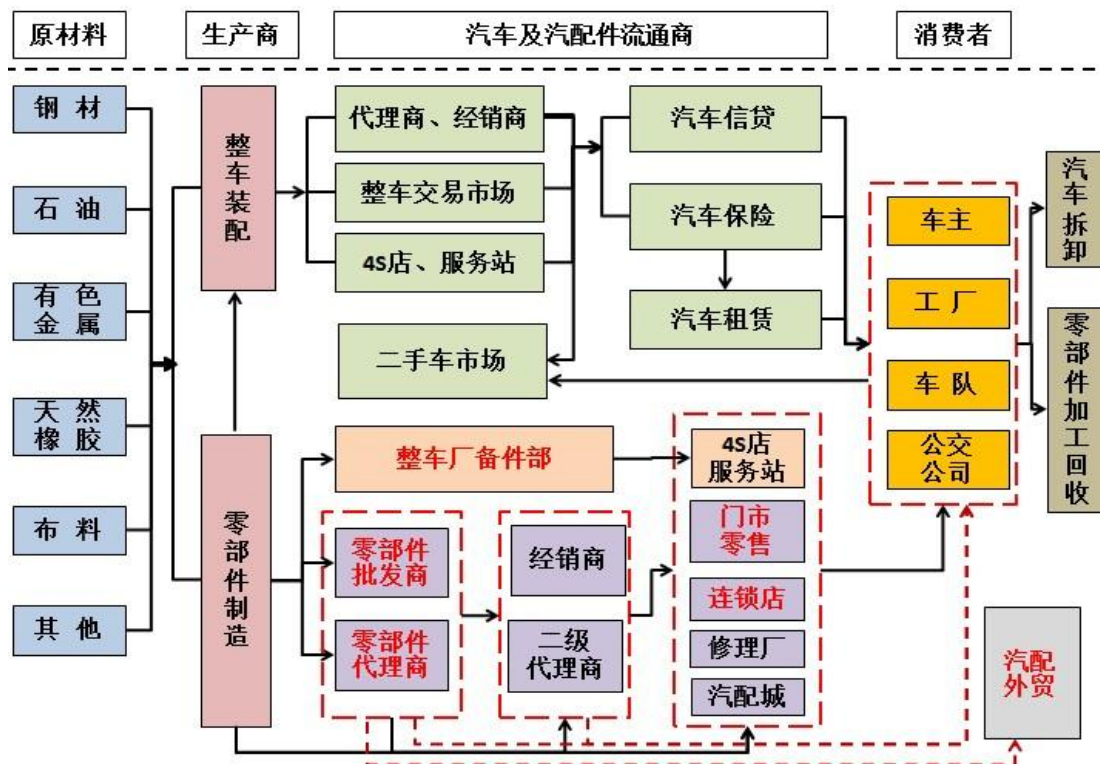 原材料
生产商
汽车及汽配件流通商
消费者
钢材
石油
有色
金属
天然
橡胶
布料
其他
整车装配
零部件制造
代理商、经销商
整车交易市场
4S店、服务站
二手车市场
汽车信贷
汽车保险
汽车租赁
整车厂备件部
零部件
批发商
零部件
代理商
经销商
二级
代理商
4S店
服务站
门市
零售
连锁店
修理厂
汽配城
车主
工厂
车队
公交
公司
汽车拆卸
零部件加工回收
汽配
外贸